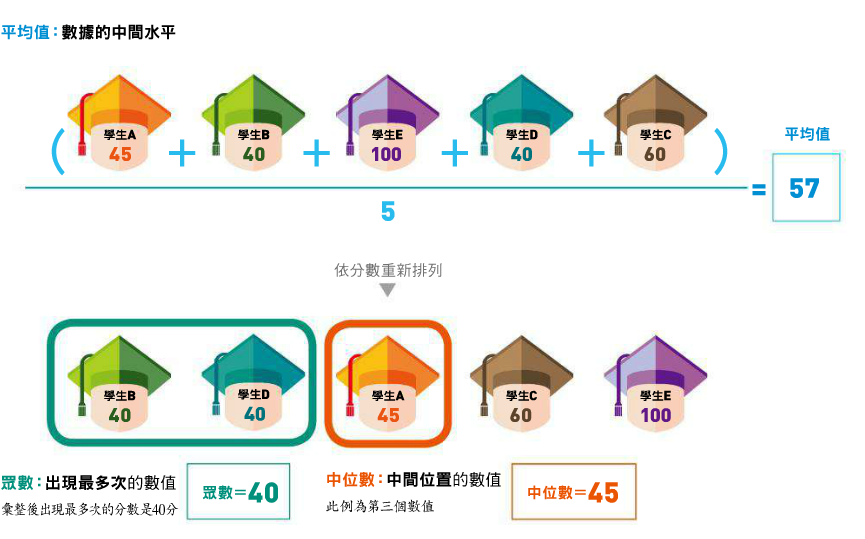 平均值：數據的中間水平
( 學生A 45 + 學生B 40 + 學生E 100 + 學生D 40 + 學生C 60 )
5
=
平均值
57
依分數重新排列
學生B 40
學生D 40
學生A 45
學生C 60
學生E 100
眾數：出現最多次的數值
彙整後出現最多次的分數是40分
眾數=40
中位數：中間位置的數值
此例為第三個數值
中位數=45